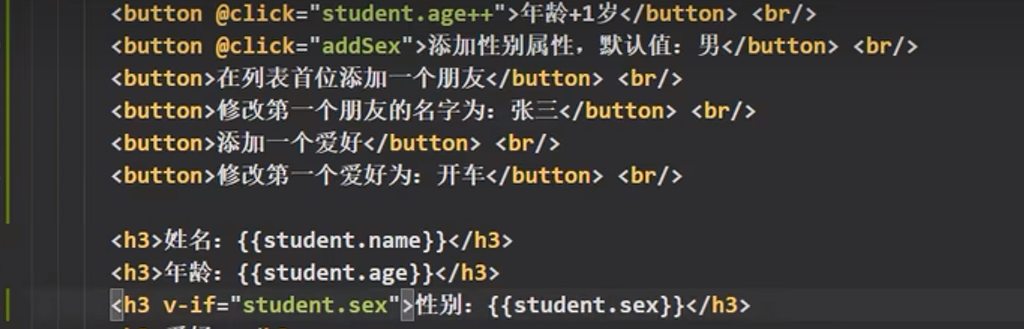 <button @click="student.age++">年龄+1岁</button> <br/>
<button @click="addSex">添加性别属性，默认值：男</button> <br/>
<button>在列表首位添加一个朋友</button> <br/>
<button>修改第一个朋友的名字为：张三</button> <br/>
<button>添加一个爱好</button> <br/>
<button>修改第一个爱好为：开车</button> <br/>
<h3>姓名：{{student.name}}</h3>
<h3>年龄：{{student.age}}</h3>
<h3 v-if="student.sex">性别：{{student.sex}}</h3>